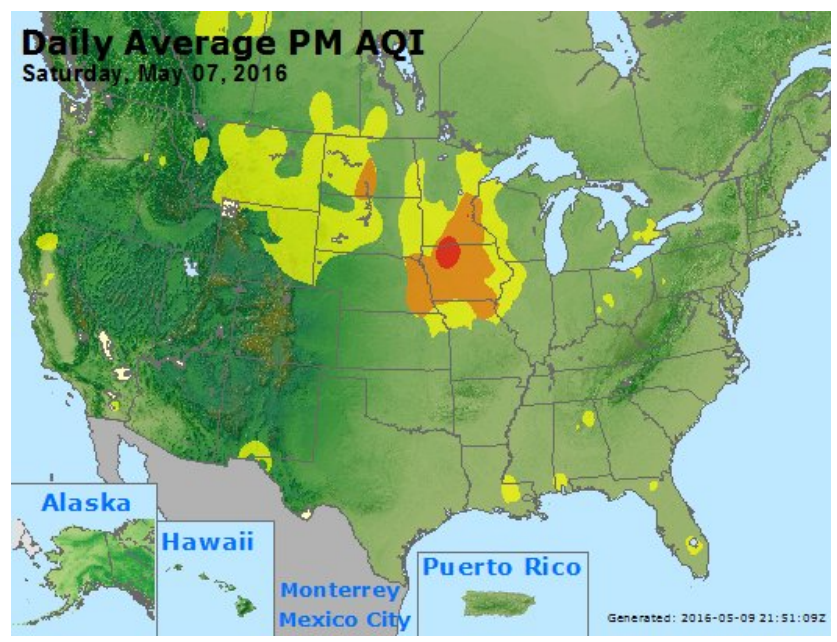 Daily Average PM AQI
Saturday, May 07, 2016
Alaska
Hawaii
Monterrey
Mexico City
Puerto Rico
Generated: 2016-05-09 21:51:09Z